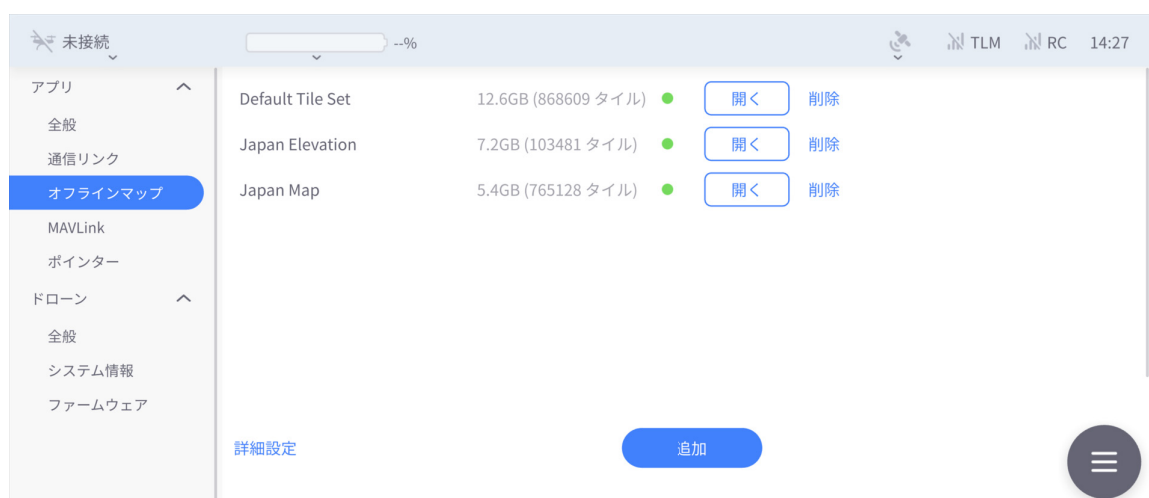 未接続
--%
TLM
RC
14:27
アプリ
全般
通信リンク
オフラインマップ
MAVLink
ポインター
ドローン
全般
システム情報
ファームウェア
Default Tile Set 12.6GB (868609 タイル) 開く 削除
Japan Elevation 7.2GB (103481 タイル) 開く 削除
Japan Map 5.4GB (765128 タイル) 開く 削除
詳細設定
追加